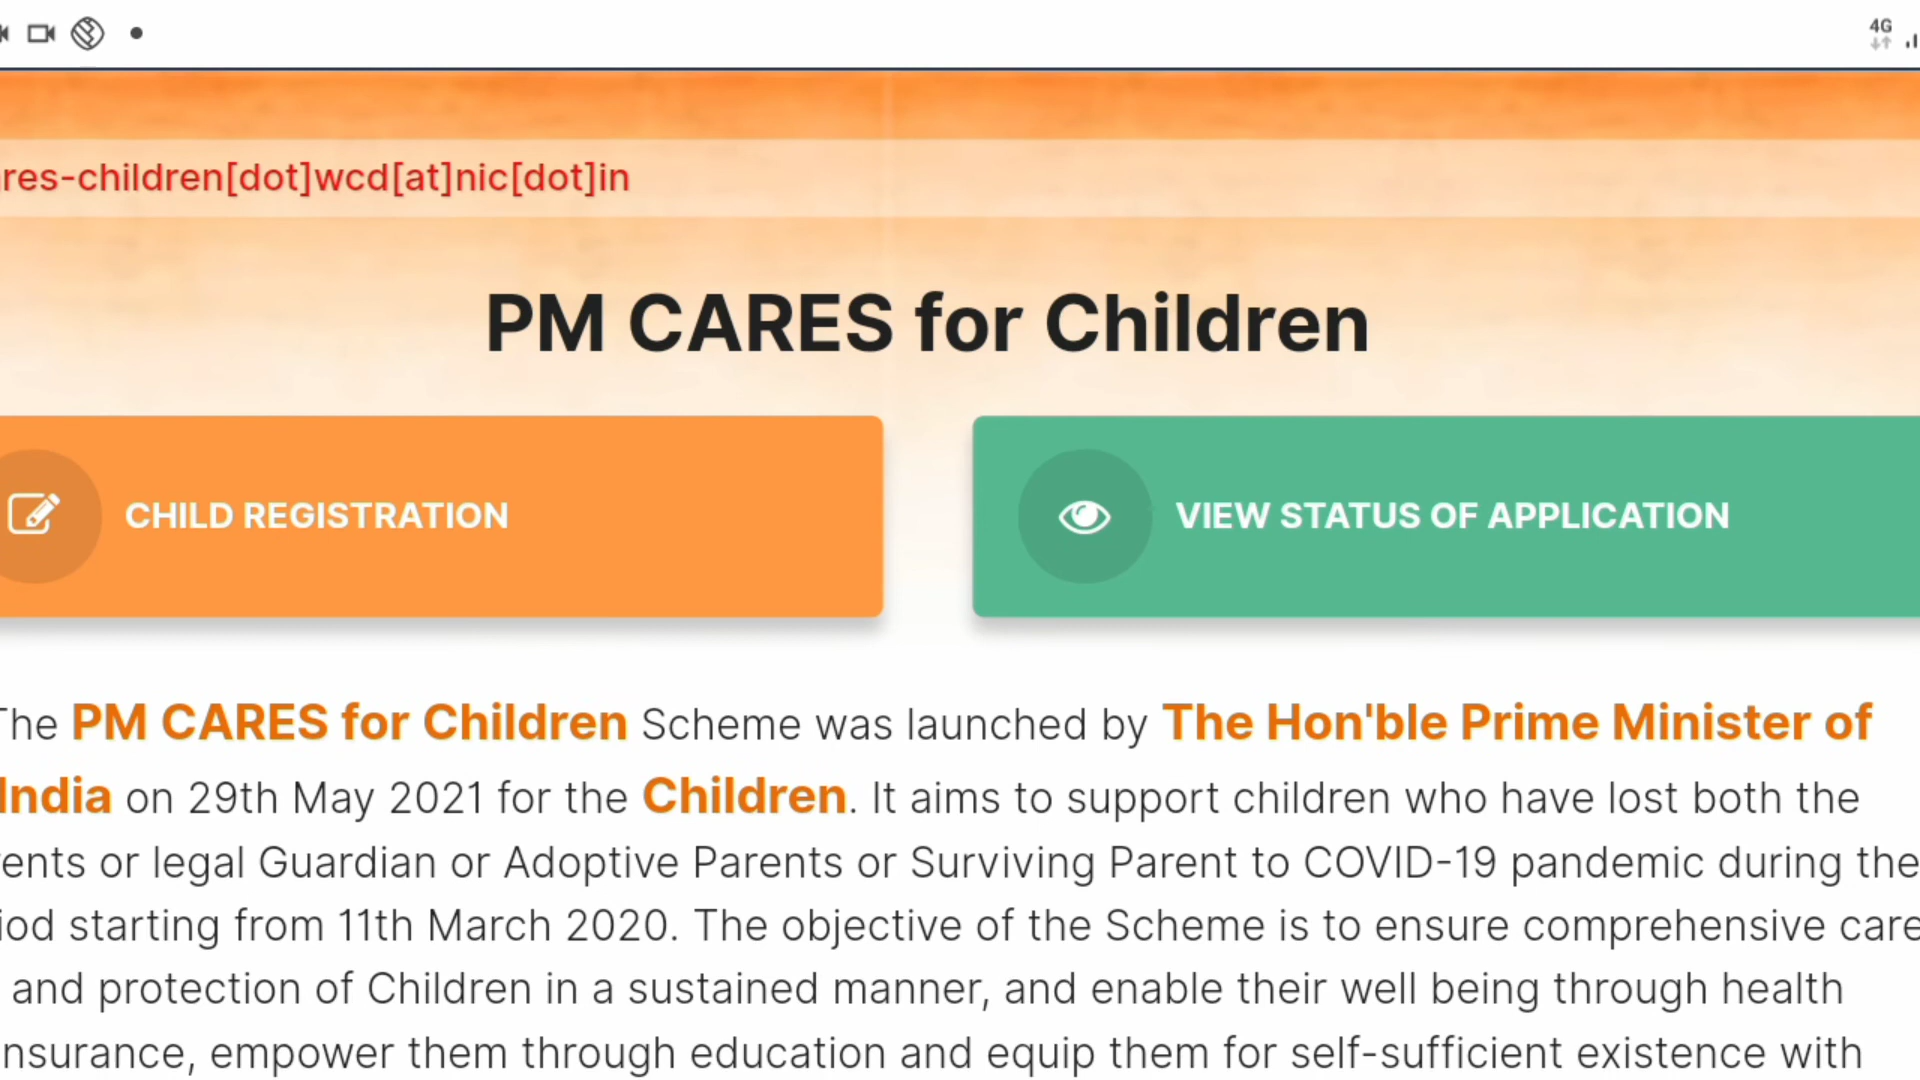 4G
res-children[dot]wcd[at]nic[dot]in
PM CARES for Children
CHILD REGISTRATION
VIEW STATUS OF APPLICATION
The PM CARES for Children Scheme was launched by The Hon'ble Prime Minister of
India on 29th May 2021 for the Children. It aims to support children who have lost both the
ents or legal Guardian or Adoptive Parents or Surviving Parent to COVID-19 pandemic during the
iod starting from 11th March 2020. The objective of the Scheme is to ensure comprehensive care
and protection of Children in a sustained manner, and enable their well being through health
nsurance, empower them through education and equip them for self-sufficient existence with